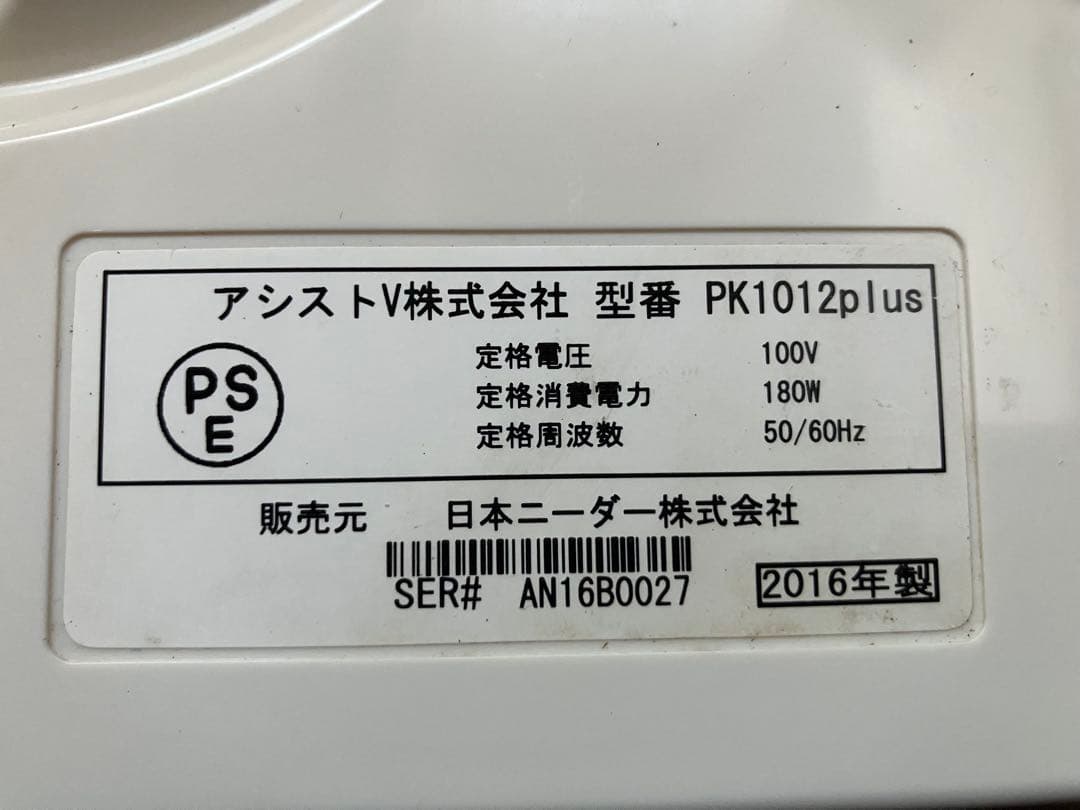 アシストV株式会社 型番 PK1012plus
PS
E
定格電圧 100V
定格消費電力 180W
定格周波数 50/60Hz
販売元 日本ニーダー株式会社
SER# AN16B0027
2016年製